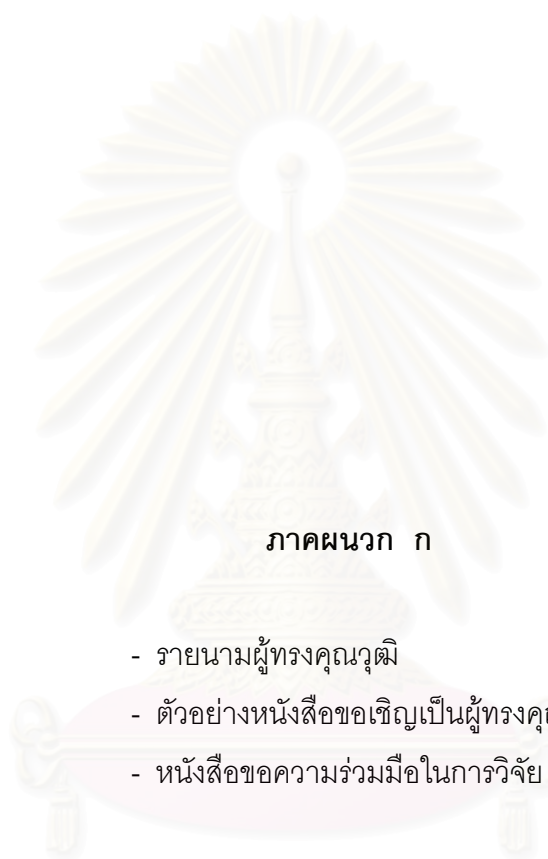 ภาคผนวก ก
- รายนามผู้ทรงคุณวุฒิ
- ตัวอย่างหนังสือขอเชิญเป็นผู้ทรงคุ
- หนังสือขอความร่วมมือในการวิจัย